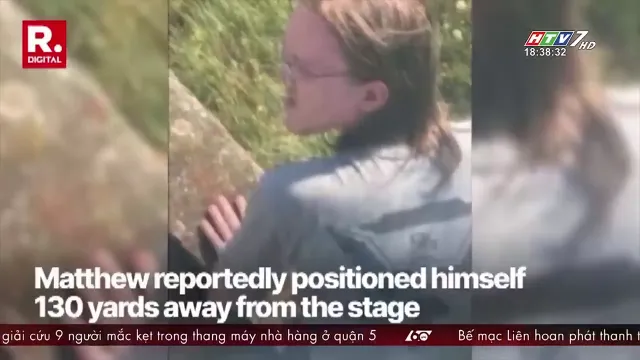 R.
DIGITAL
HTV7 HD
18:38:32
Matthew reportedly positioned himself
130 yards away from the stage
giải cứu 9 người mắc kẹt trong thang máy nhà hàng ở quận 5
60
Bế mạc Liên hoan phát thanh t